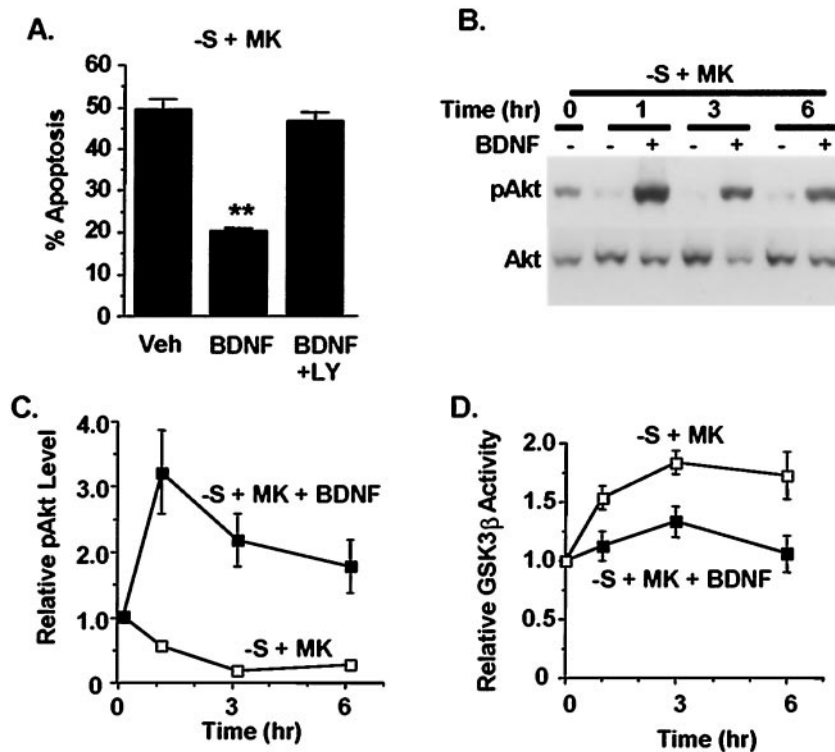 A.
-S + MK
60
50
40
30
20
10
0
% Apoptosis
**
Veh BDNF BDNF
+LY
B.
-S + MK
Time (hr) 0 1 3 6
BDNF - - + - + - +
pAkt
Akt
C.
4.0
3.0
2.0
1.0
0
Relative pAkt Level
-S + MK + BDNF
-S + MK
0 3 6
Time (hr)
D.
2.0
1.5
1.0
0.5
0
Relative GSK3β Activity
-S + MK
-S + MK + BDNF
0 3 6
Time (hr)